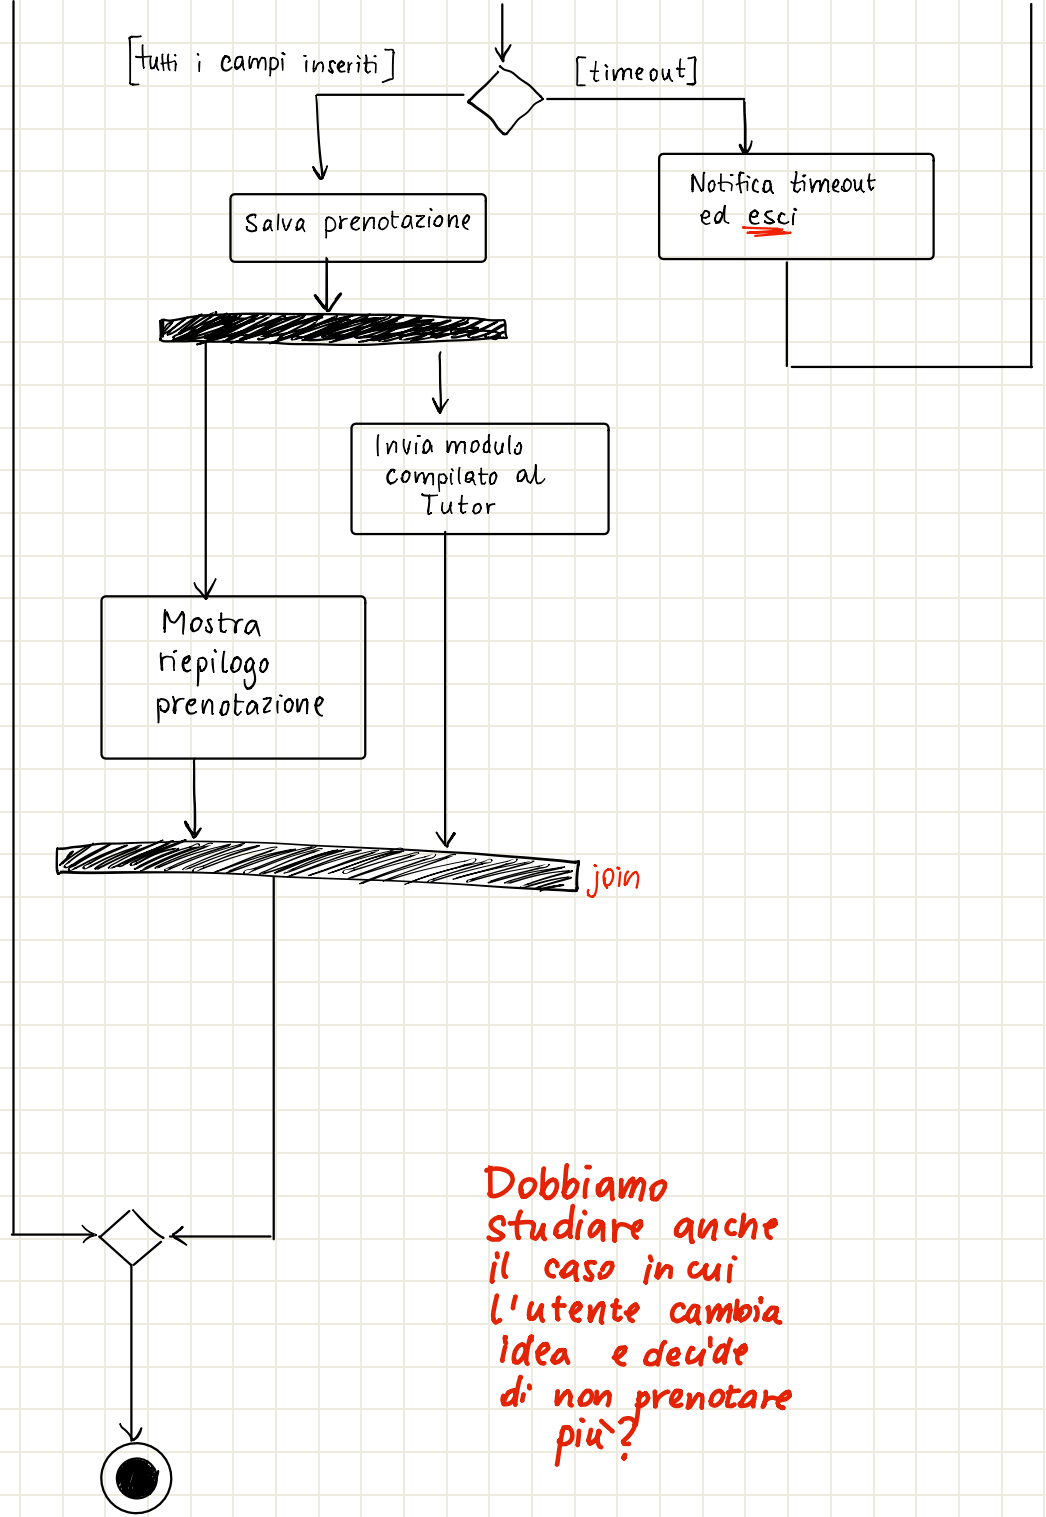 [tutti i campi inseriti]
[timeout]
Notifica timeout
ed esci
Salva prenotazione
Invia modulo
compilato al
Tutor
Mostra
riepilogo
prenotazione
join
Dobbiamo
studiare anche
il caso in cui
l'utente cambia
idea e decide
di non prenotare
più?